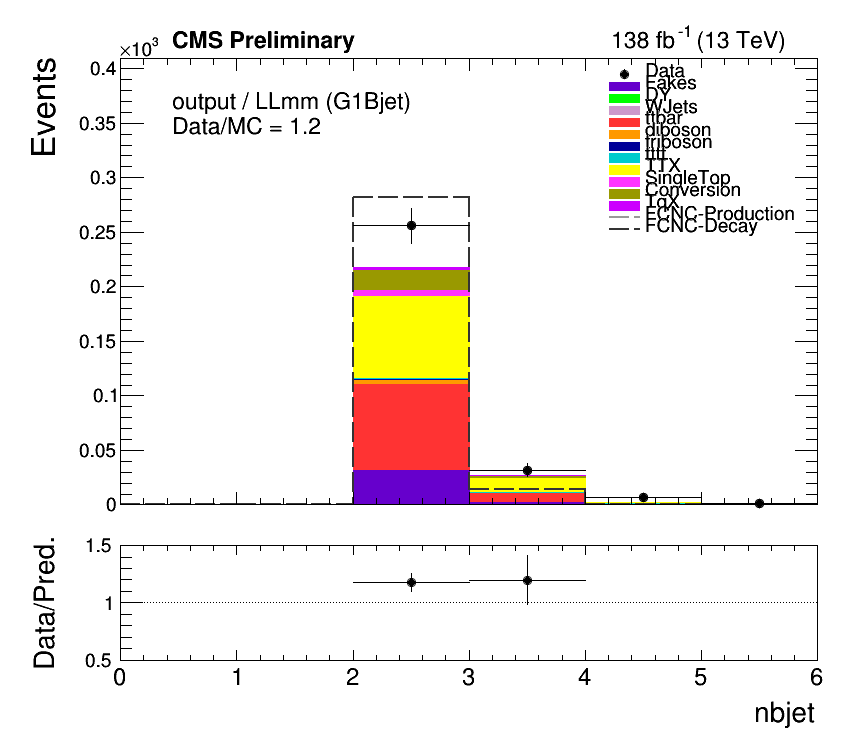 ×10³ CMS Preliminary 138 fb⁻¹ (13 TeV)
Events
0.4
0.35
0.3
0.25
0.2
0.15
0.1
0.05
0
output / LLmm (G1Bjet)
Data/MC = 1.2
Data
Fakes
DY
WJets
ttbar
diboson
triboson
tttt
TTX
SingleTop
Conversion
TqX
FCNC-Production
FCNC-Decay
Data/Pred.
1.5
1
0.5
0 1 2 3 4 5 6
nbjet